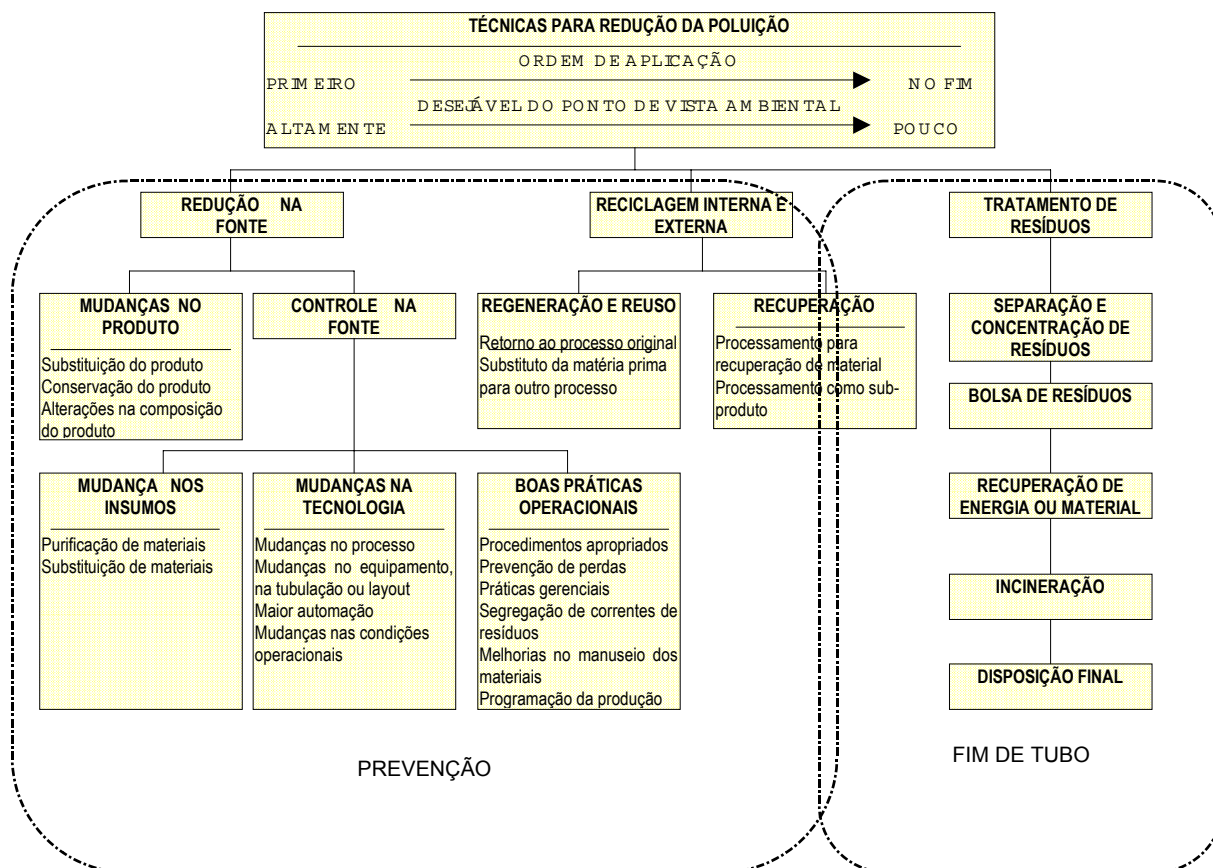 TÉCNICAS PARA REDUÇÃO DA POLUIÇÃO
ORDEM DE APLICAÇÃO
PRIMEIRO
NO FIM
DESEJÁVEL DO PONTO DE VISTA AMBIENTAL
ALTAMENTE
POUCO
REDUÇÃO NA
FONTE
RECICLAGEM INTERNA E
EXTERNA
TRATAMENTO DE
RESÍDUOS
MUDANÇAS NO
PRODUTO
Substituição do produto
Conservação do produto
Alterações na composição
do produto
CONTROLE NA
FONTE
REGENERAÇÃO E REUSO
Retorno ao processo original
Substituto da matéria prima
para outro processo
RECUPERAÇÃO
Processamento para
recuperação de material
Processamento como sub-
produto
SEPARAÇÃO E
CONCENTRAÇÃO DE
RESÍDUOS
BOLSA DE RESÍDUOS
MUDANÇA NOS
INSUMOS
Purificação de materiais
Substituição de materiais
MUDANÇAS NA
TECNOLOGIA
Mudanças no processo
Mudanças no equipamento,
na tubulação ou layout
Maior automação
Mudanças nas condições
operacionais
BOAS PRÁTICAS
OPERACIONAIS
Procedimentos apropriados
Prevenção de perdas
Práticas gerenciais
Segregação de correntes de
resíduos
Melhorias no manuseio dos
materiais
Programação da produção
RECUPERAÇÃO DE
ENERGIA OU MATERIAL
INCINERAÇÃO
DISPOSIÇÃO FINAL
PREVENÇÃO
FIM DE TUBO